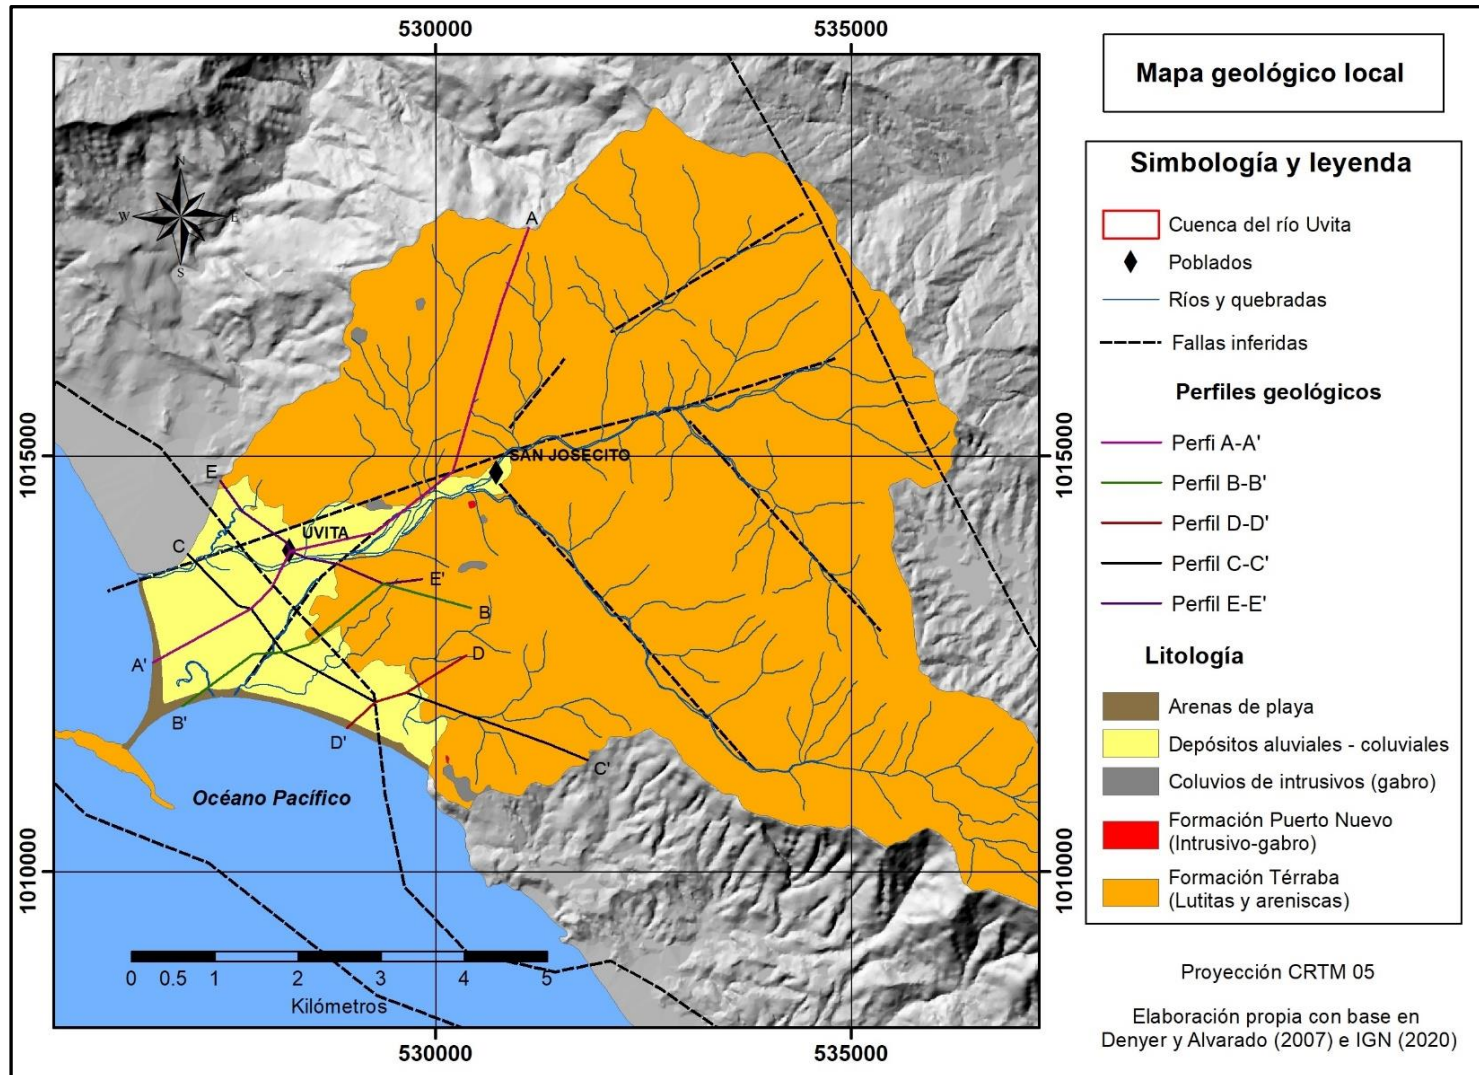 530000
535000
Mapa geológico local
Simbología y leyenda
Cuenca del río Uvita
Poblados
Ríos y quebradas
Fallas inferidas
Perfiles geológicos
Perfi A-A'
Perfil B-B'
Perfil D-D'
Perfil C-C'
Perfil E-E'
Litología
Arenas de playa
Depósitos aluviales - coluviales
Coluvios de intrusivos (gabro)
Formación Puerto Nuevo
(Intrusivo-gabro)
Formación Térraba
(Lutitas y areniscas)
Proyección CRTM 05
Elaboración propia con base en
Denyer y Alvarado (2007) e IGN (2020)
N
W
E
S
A
1015000
1015000
SAN JOSECITO
E
UVITA
C
E'
B
D
A'
B'
D'
C'
Océano Pacífico
1010000
1010000
0 0.5 1 2 3 4 5
Kilómetros
530000
535000